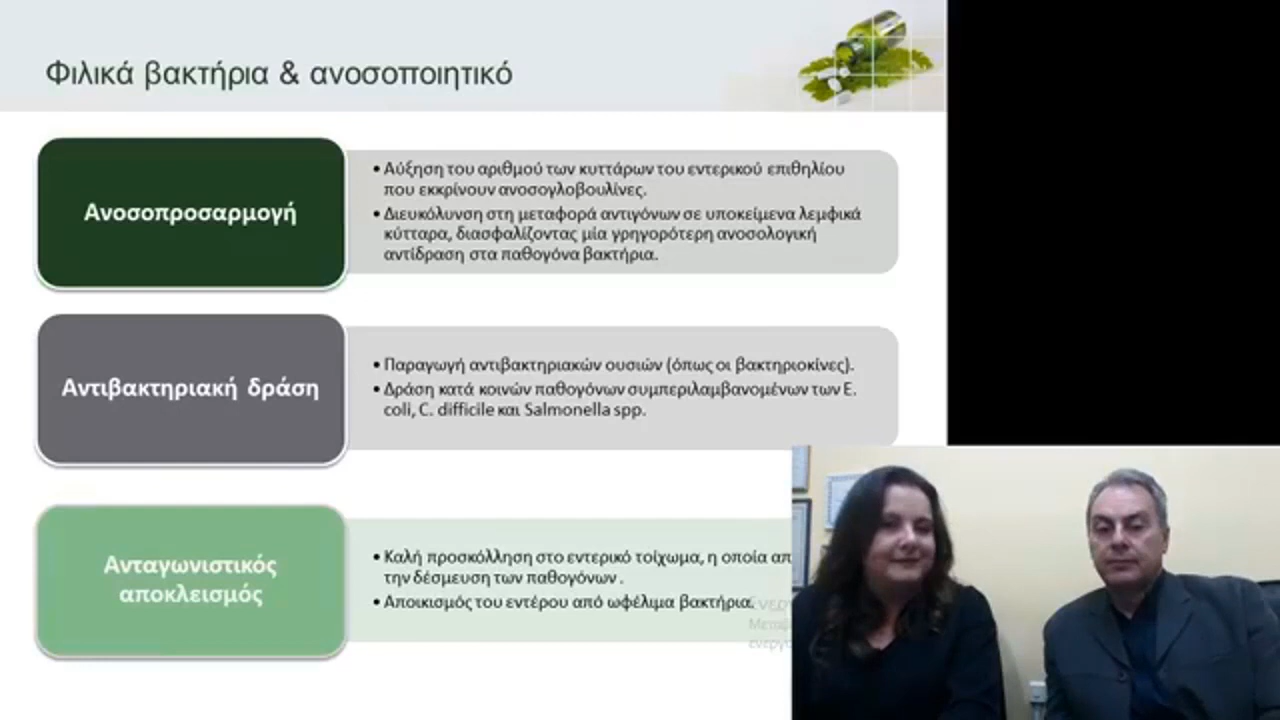 Φιλικά βακτήρια & ανοσοποιητικό
Ανοσοπροσαρμογή
• Αύξηση του αριθμού των κυττάρων του εντερικού επιθηλίου
που εκκρίνουν ανοσογλοβουλίνες.
• Διευκόλυνση στη μεταφορά αντιγόνων σε υποκείμενα λεμφικά
κύτταρα, διασφαλίζοντας μία γρηγορότερη ανοσολογική
αντίδραση στα παθογόνα βακτήρια.
Αντιβακτηριακή δράση
• Παραγωγή αντιβακτηριακών ουσιών (όπως οι βακτηριοκίνες).
• Δράση κατά κοινών παθογόνων συμπεριλαμβανομένων των E.
coli, C. difficile και Salmonella spp.
Ανταγωνιστικός
αποκλεισμός
• Καλή προσκόλληση στο εντερικό τοίχωμα, η οποία απ
την δέσμευση των παθογόνων .
• Αποικισμός του εντέρου από ωφέλιμα βακτήρια.